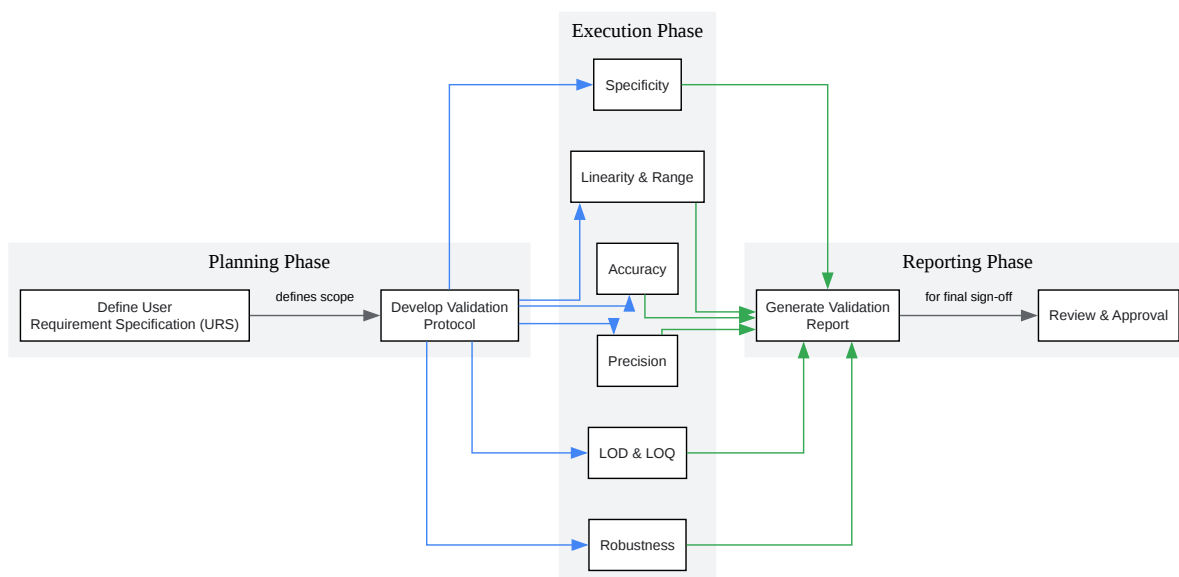 Execution Phase
Specificity
Linearity & Range
Planning Phase
Define User
Requirement Specification (URS)
defines scope
Develop Validation
Protocol
Accuracy
Precision
LOD & LOQ
Robustness
Reporting Phase
Generate Validation
Report
for final sign-off
Review & Approval